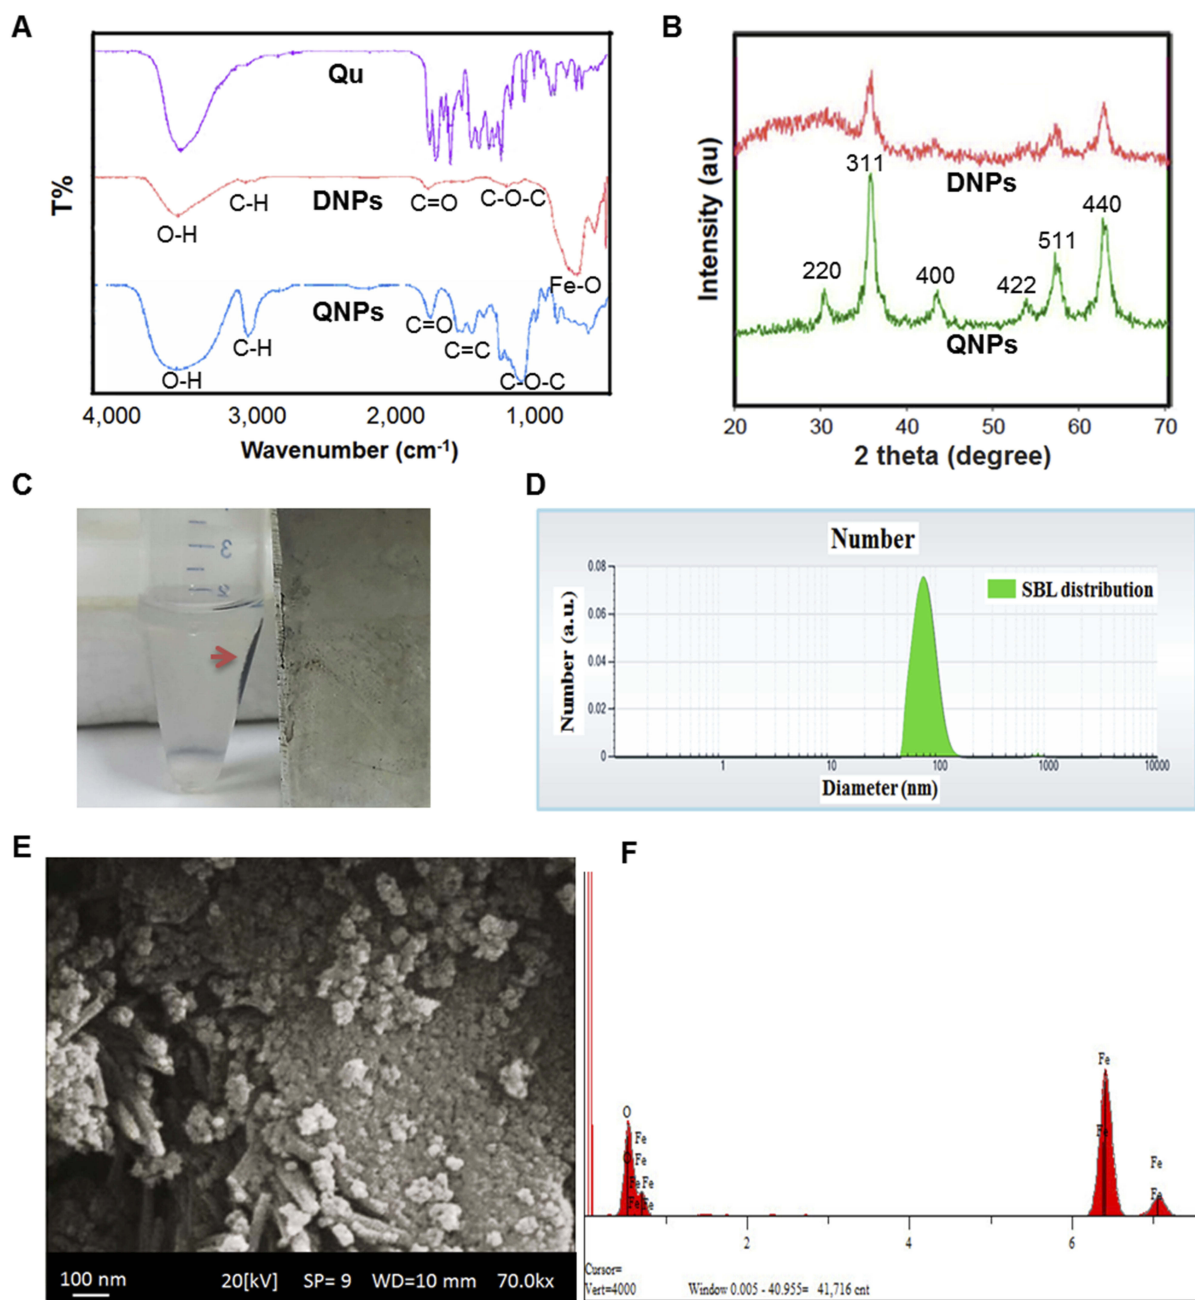 A
Qu
DNPs
QNPs
O-H
C-H
C=O
C-O-C
Fe-O
O-H
C-H
C=O
C=C
C-O-C
T%
4,000
3,000
2,000
1,000
Wavenumber (cm-1)
B
311
DNPs
440
220
400
422
511
QNPs
Intensity (au)
20
30
40
50
60
70
2 theta (degree)
C
3
2
D
Number
SBL distribution
Number (a.u.)
0.08
0.06
0.04
0.02
0
1
10
100
1000
10000
Diameter (nm)
E
100 nm
20[kV]
SP= 9
WD=10 mm
70.0kx
F
O
Fe
Fe
Fe Fe
Fe Fe
Fe
Fe
Fe
2
4
6
Cursor=
Vert=4000
Window 0.005 - 40.955= 41,716 cnt